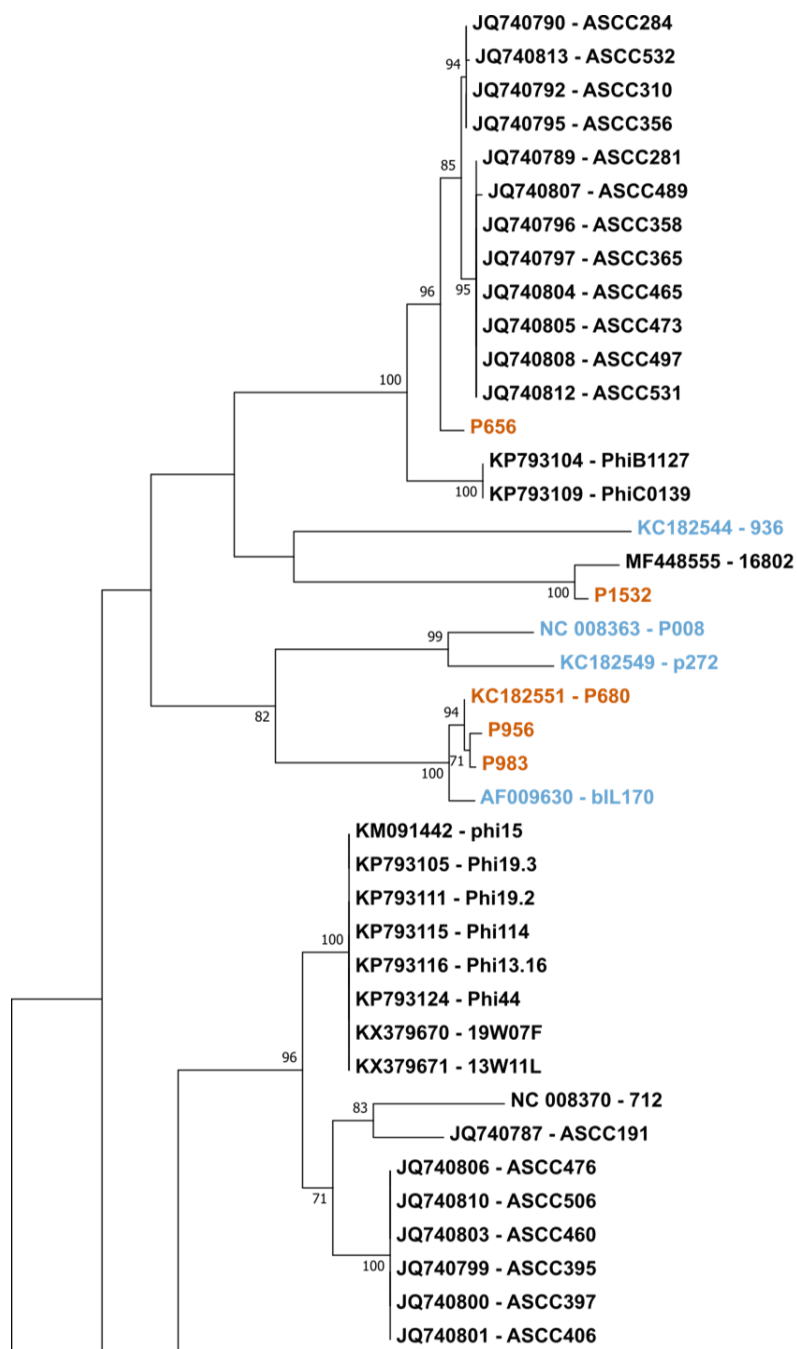 JQ740790 - ASCC284
94
JQ740813 - ASCC532
JQ740792 - ASCC310
JQ740795 - ASCC356
85
JQ740789 - ASCC281
JQ740807 - ASCC489
JQ740796 - ASCC358
JQ740797 - ASCC365
96
95
JQ740804 - ASCC465
JQ740805 - ASCC473
JQ740808 - ASCC497
100
JQ740812 - ASCC531
P656
KP793104 - PhiB1127
100
KP793109 - PhiC0139
KC182544 - 936
MF448555 - 16802
100
P1532
99
NC 008363 - P008
KC182549 - p272
82
KC182551 - P680
94
P956
71
P983
100
AF009630 - bIL170
KM091442 - phi15
KP793105 - Phi19.3
KP793111 - Phi19.2
100
KP793115 - Phi114
KP793116 - Phi13.16
KP793124 - Phi44
KX379670 - 19W07F
96
KX379671 - 13W11L
83
NC 008370 - 712
JQ740787 - ASCC191
JQ740806 - ASCC476
71
JQ740810 - ASCC506
JQ740803 - ASCC460
100
JQ740799 - ASCC395
JQ740800 - ASCC397
JQ740801 - ASCC406